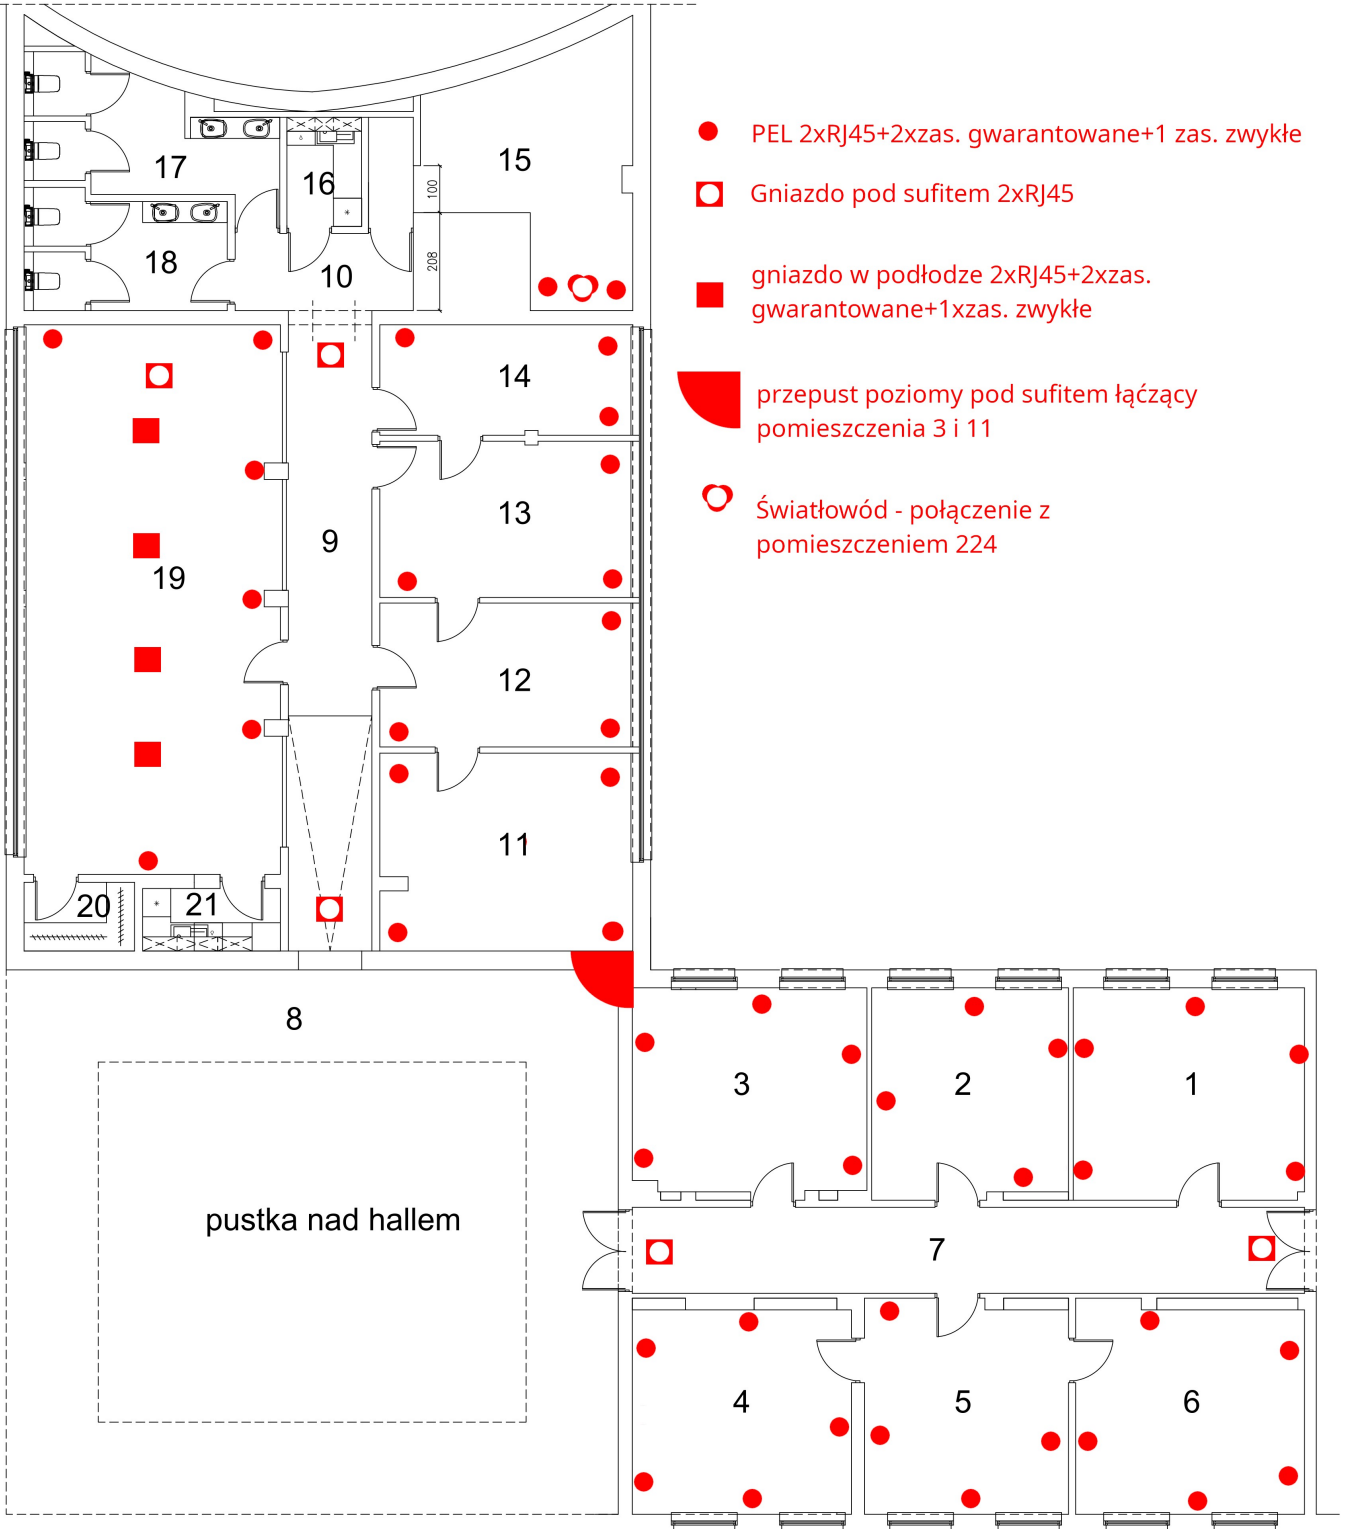 PEL 2xRJ45+2xzas. gwarantowane+1 zas. zwykłe
Gniazdo pod sufitem 2xRJ45
gniazdo w podłodze 2xRJ45+2xzas.
gwarantowane+1xzas. zwykłe
przepust poziomy pod sufitem łąćzący
pomieszczenia 3 i 11
Światłowód - połączenie z
pomieszczeniem 224
17
16
15
100
18
10
208
14
13
9
19
12
11
20
21
8
3
2
1
pustka nad hallem
7
4
5
6